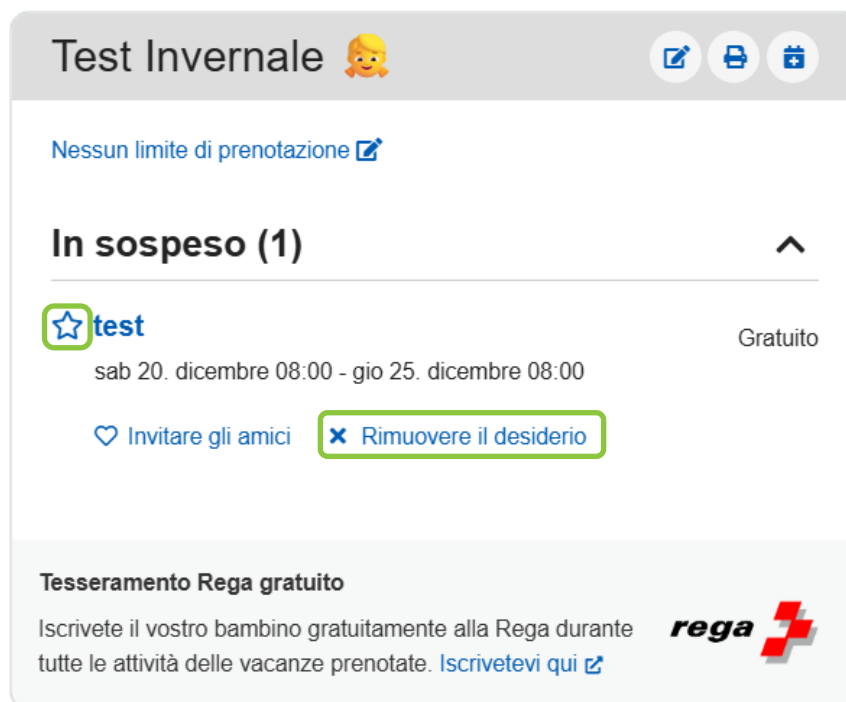 Test Invernale
Nessun limite di prenotazione
In sospeso (1)
test
Gratuito
sab 20. dicembre 08:00 - gio 25. dicembre 08:00
Invitare gli amici
Rimuovere il desiderio
Tesseramento Rega gratuito
Iscrivete il vostro bambino gratuitamente alla Rega durante
tutte le attività delle vacanze prenotate. Iscrivetevi qui
rega